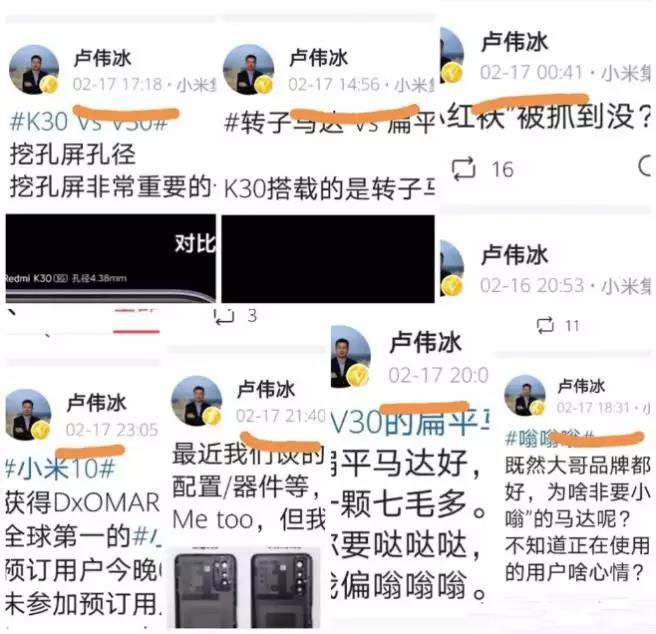 卢伟冰
02-17 17:18 · 小米集
#K30 Vs V30#
挖孔屏孔径
挖孔屏非常重要的
对比
Redmi K30 5G 孔径4.38mm
卢伟冰
02-17 14:56 · 小米集
#转子马达 Vs 扁平
K30搭载的是转子马
3
卢伟冰
02-17 00:41 · 小米集
小红袄"被抓到没?
16
卢伟冰
02-16 20:53 · 小米集
11
卢伟冰
02-17 23:05
#小米10#
获得DxOMAR
全球第一的#小
预订用户今晚
未参加预订用
卢伟冰
02-17 21:40
最近我们谈的
配置/器件等,
Me too, 但我
卢伟冰
02-17 20:0
V30的扁平马
扁平马达好,
一颗七毛多。
你要哒哒哒,
我偏嗡嗡嗡。
卢伟冰
02-17 18:31 · 小
#嗡嗡嗡#
既然大哥品牌都
好, 为啥非要小
嗡"的马达呢?
不知道正在使用
的用户啥心情?